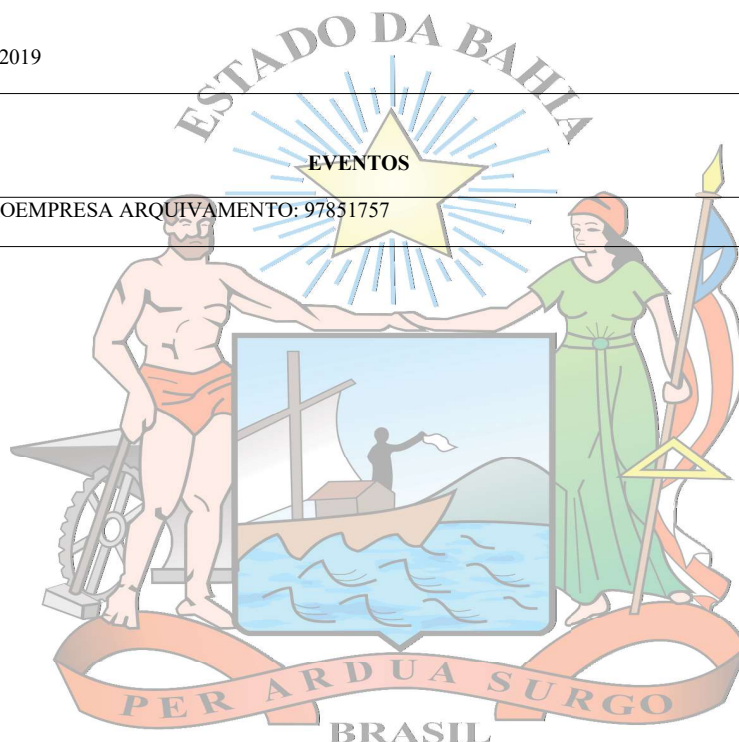 2019
ESTADO DA BAHIA
EVENTOS
OEMPRESA ARQUIVAMENTO: 97851757
PER ARDUA SURGO
BRASIL